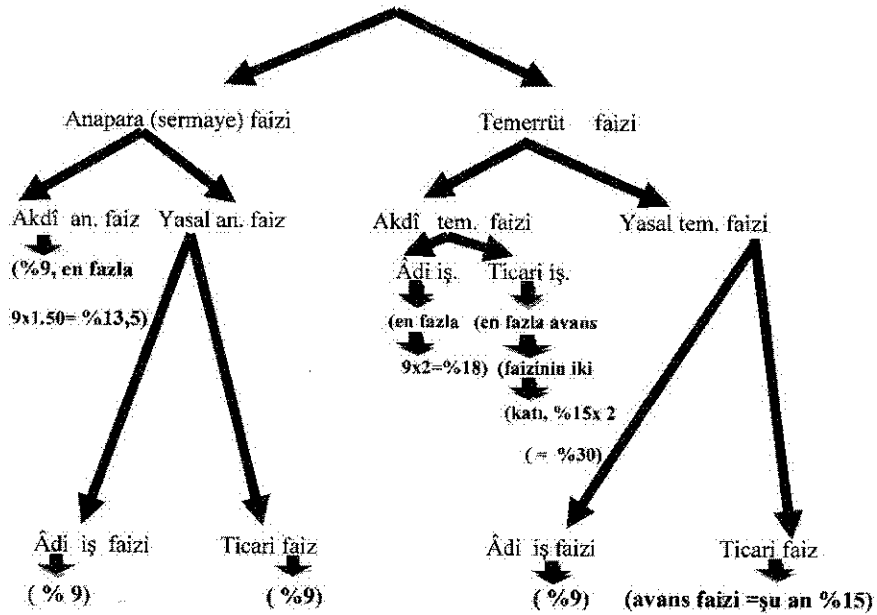 Anapara (sermaye) faizi
Temerrüt faizi
Akdî an. faiz
Yasal an. faiz
Akdî tem. faizi
Yasal tem. faizi
(%9, en fazla
9x1.50= %13,5)
Âdi iş.
Ticari iş.
(en fazla
9x2=%18)
(en fazla avans
(faizinin iki
(katı, %15x 2
( = %30)
Âdi iş faizi
Ticari faiz
Âdi iş faizi
Ticari faiz
( % 9)
( %9)
( %9)
(avans faizi =şu an %15)